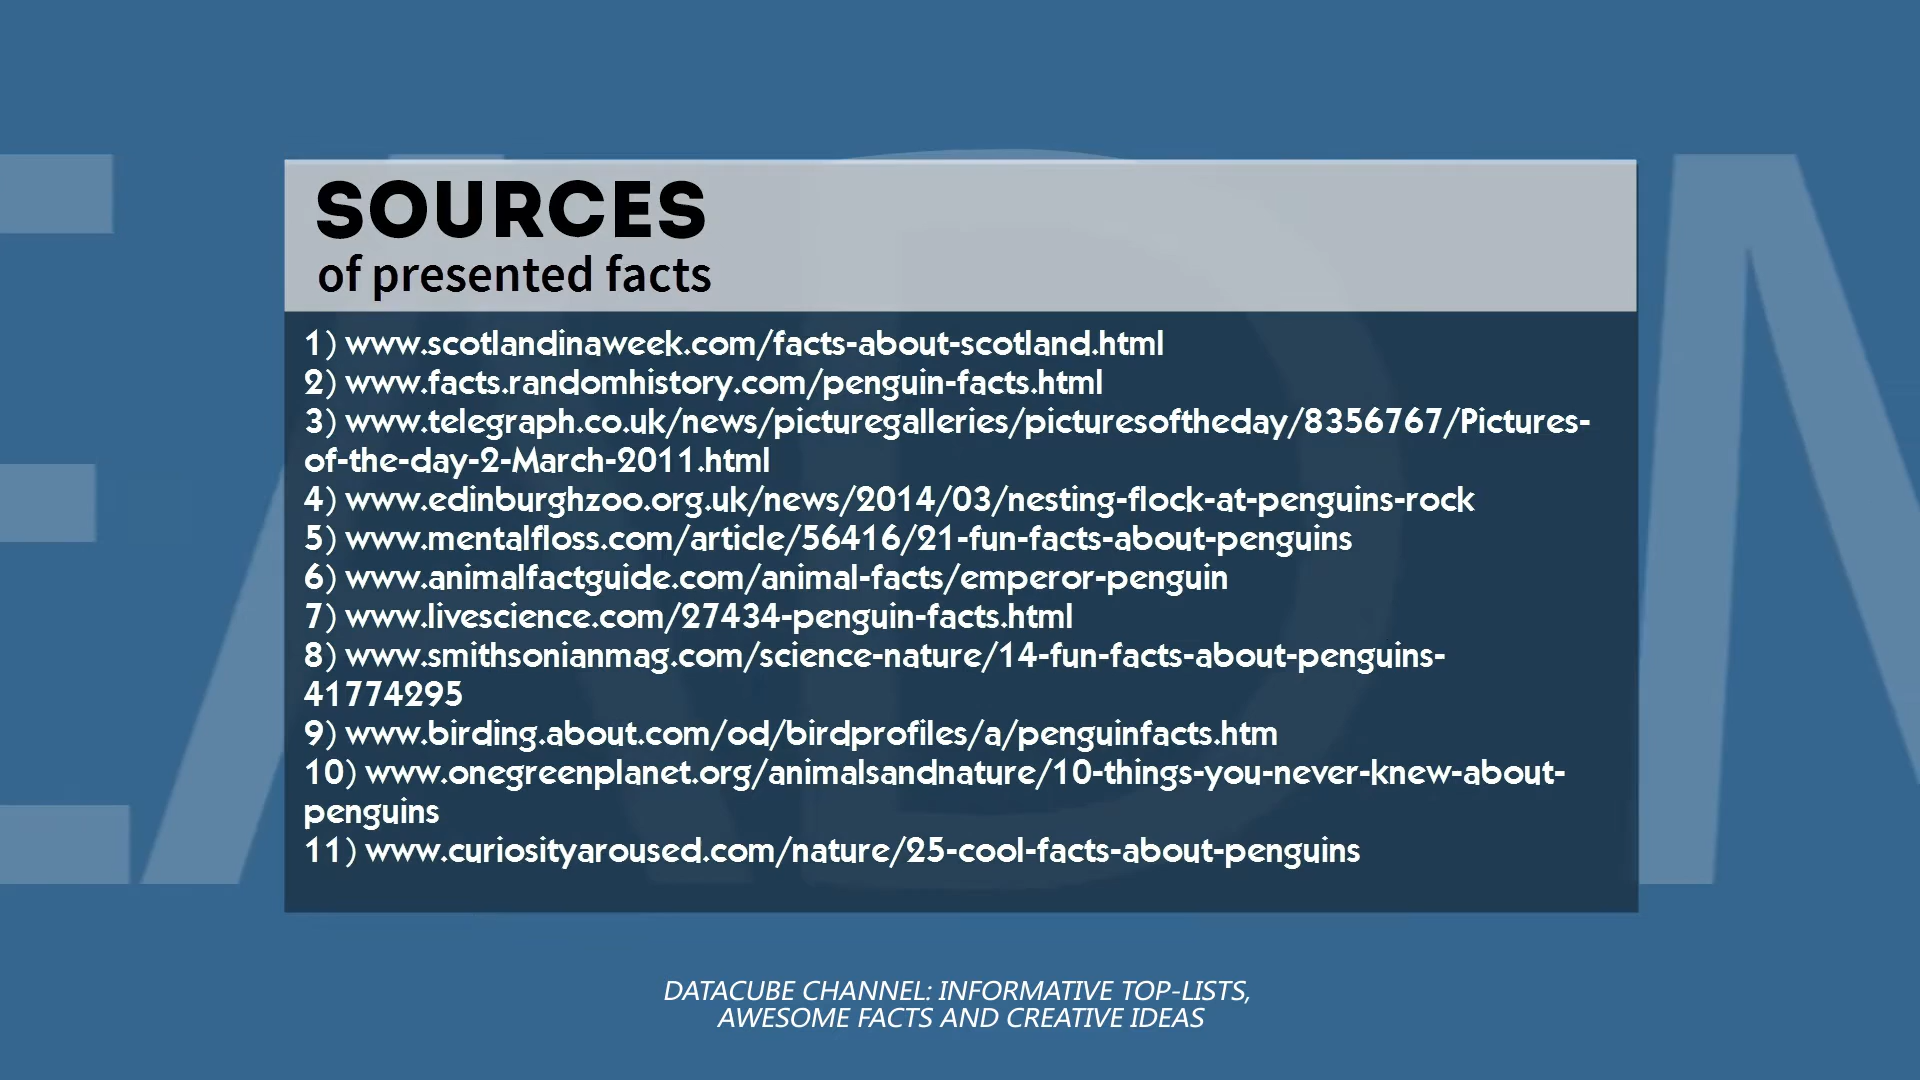 SOURCES
of presented facts
1) www.scotlandinaweek.com/facts-about-scotland.html
2) www.facts.randomhistory.com/penguin-facts.html
3) www.telegraph.co.uk/news/picturegalleries/picturesoftheday/8356767/Pictures-
of-the-day-2-March-2011.html
4) www.edinburghzoo.org.uk/news/2014/03/nesting-flock-at-penguins-rock
5) www.mentalfloss.com/article/56416/21-fun-facts-about-penguins
6) www.animalfactguide.com/animal-facts/emperor-penguin
7) www.livescience.com/27434-penguin-facts.html
8) www.smithsonianmag.com/science-nature/14-fun-facts-about-penguins-
41774295
9) www.birding.about.com/od/birdprofiles/a/penguinfacts.htm
10) www.onegreenplanet.org/animalsandnature/10-things-you-never-knew-about-
penguins
11) www.curiosityaroused.com/nature/25-cool-facts-about-penguins
DATACUBE CHANNEL: INFORMATIVE TOP-LISTS,
AWESOME FACTS AND CREATIVE IDEAS